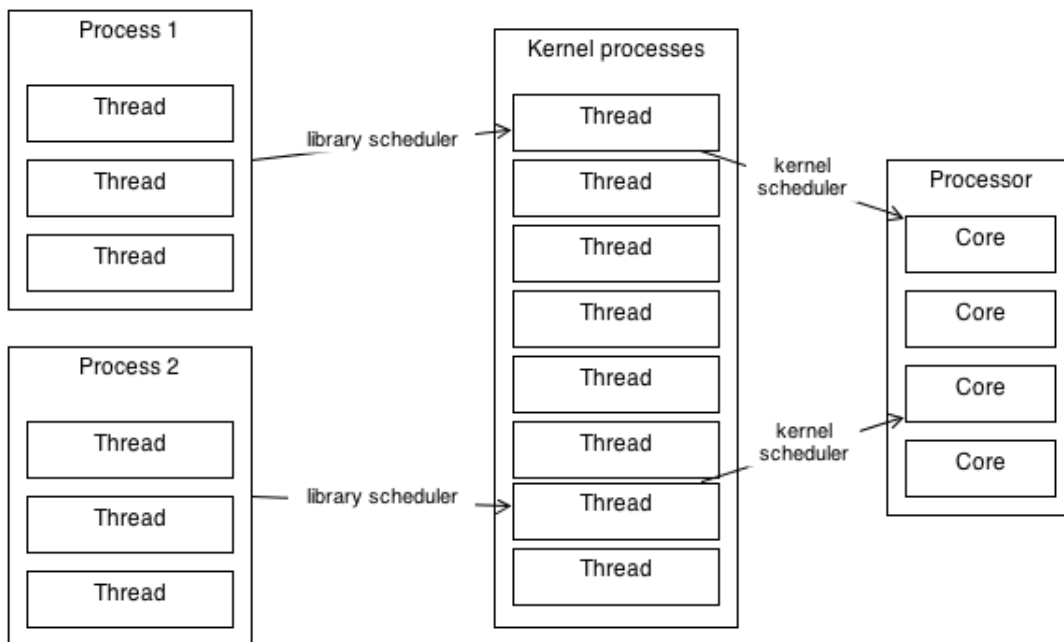 Process 1
Thread
Thread
Thread
library scheduler
Process 2
Thread
Thread
Thread
library scheduler
Kernel processes
Thread
Thread
Thread
Thread
Thread
Thread
Thread
Thread
kernel
scheduler
kernel
scheduler
Processor
Core
Core
Core
Core